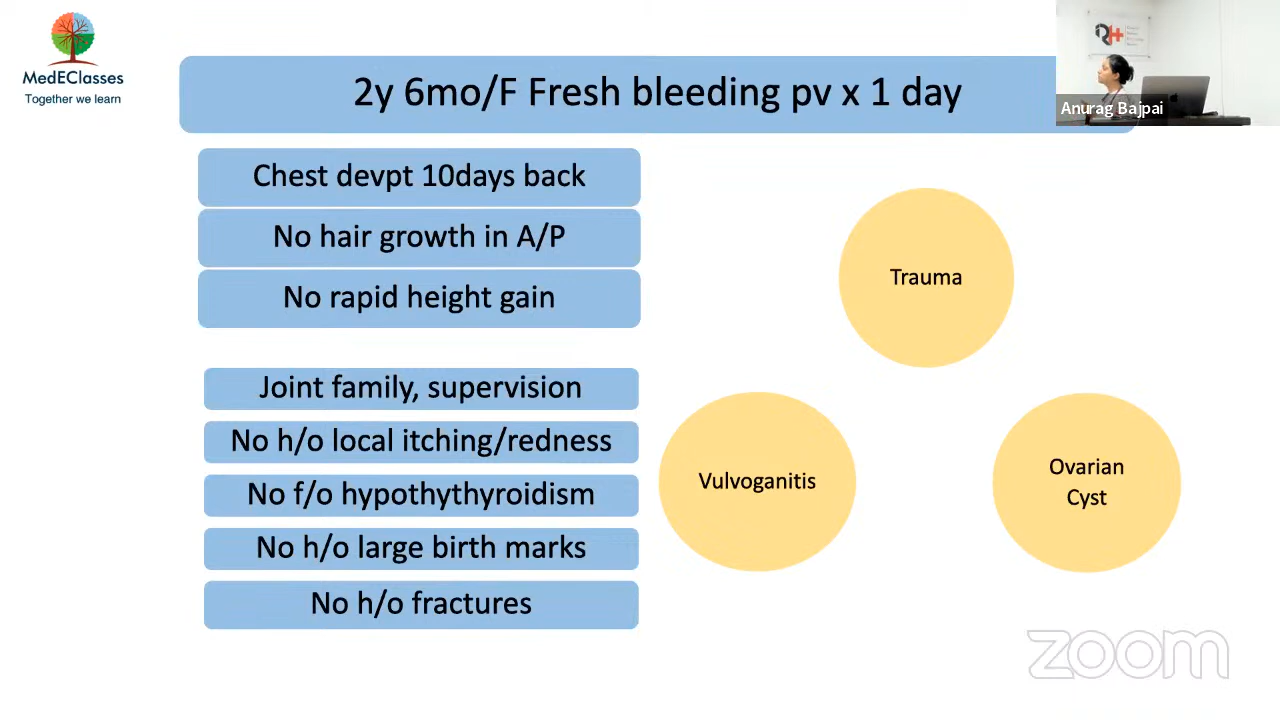 MedEClasses
Together we learn
2y 6mo/F Fresh bleeding pv x 1 day
Anurag Bajpai
Chest devpt 10days back
No hair growth in A/P
No rapid height gain
Joint family, supervision
No h/o local itching/redness
No f/o hypothythyroidism
No h/o large birth marks
No h/o fractures
Trauma
Vulvoganitis
Ovarian
Cyst
zoom